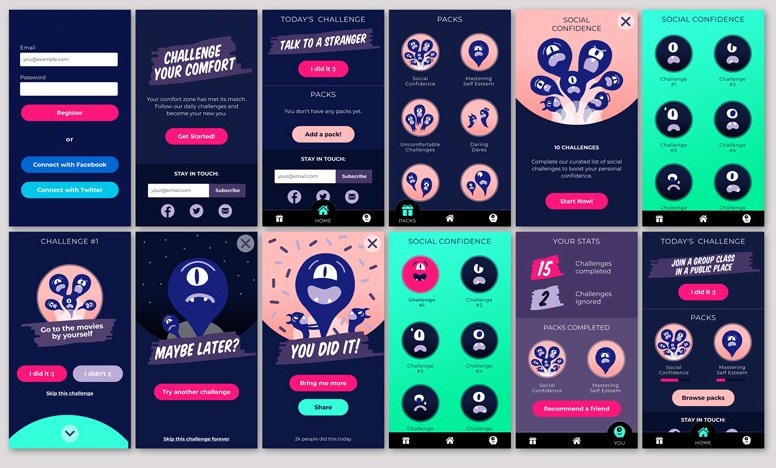 Email
you@example.com
Password
Register
or
Connect with Facebook
Connect with Twitter
CHALLENGE
YOUR COMFORT
Your comfort zone has met its match.
Follow our daily challenges and
become your new you.
Get Started!
STAY IN TOUCH:
your@email.com
Subscribe
TODAY'S CHALLENGE
TALK TO A STRANGER
I did it :)
PACKS
You don't have any packs yet.
Add a pack!
STAY IN TOUCH:
your@email.com
Subscribe
HOME
PACKS
Social
Confidence
Mastering
Self Esteem
Uncomfortable
Challenges
Daring
Dares
PACKS
SOCIAL
CONFIDENCE
10 CHALLENGES
Complete our curated list of social
challenges to boost your personal
confidence.
Start Now!
SOCIAL CONFIDENCE
Challenge
#1
Challenge
#2
Challenge
Challenge
Challenge
Challenge
CHALLENGE #1
Go to the movies
by yourself
I did it :)
I didn't :(
Skip this challenge
MAYBE LATER?
Try another challenge
Skip this challenge forever
YOU DID IT!
Bring me more
Share
2k people did this today
SOCIAL CONFIDENCE
Challenge
#1
Challenge
#2
Challenge
#3
Challenge
#4
Challenge
Challenge
YOUR STATS
15
Challenges
completed
2
Challenges
ignored
PACKS COMPLETED
Social
Confidence
Mastering
Self Esteem
Recommend a friend
YOU
TODAY'S CHALLENGE
JOIN A GROUP CLASS
IN A PUBLIC PLACE
I did it :)
PACKS
Social
Confidence
Mastering
Self Esteem
Browse packs
STAY IN TOUCH:
HOME